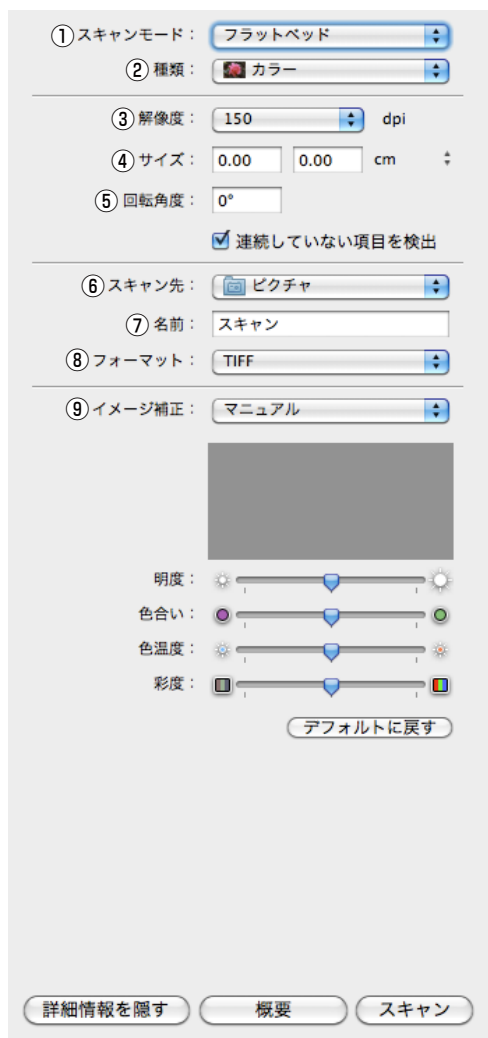 ①スキャンモード： フラットベッド
②種類： カラー
③解像度： 150 dpi
④サイズ： 0.00 0.00 cm
⑤回転角度： 0°
連続していない項目を検出
⑥スキャン先： ピクチャ
⑦名前： スキャン
⑧フォーマット： TIFF
⑨イメージ補正： マニュアル
明度：
色合い：
色温度：
彩度：
デフォルトに戻す
詳細情報を隠す 概要 スキャン